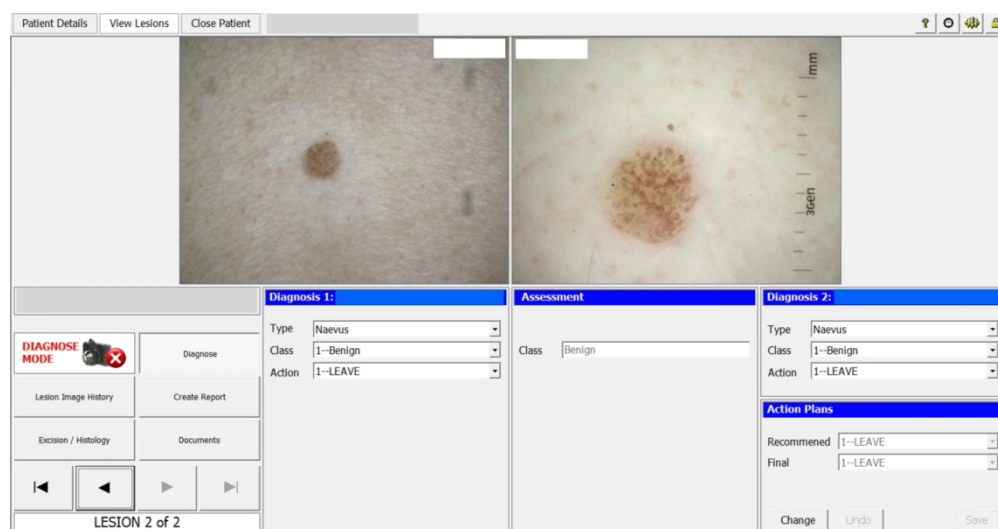 Patient Details View Lesions Close Patient
?
mm
3Gen
Diagnosis 1:
Type Naevus
Class 1--Benign
Action 1--LEAVE
Assessment
Class Benign
Diagnosis 2:
Type Naevus
Class 1--Benign
Action 1--LEAVE
DIAGNOSE
MODE
Diagnose
Lesion Image History Create Report
Excision / Histology Documents
LESION 2 of 2
Action Plans
Recommened 1--LEAVE
Final 1--LEAVE
Change Undo Save